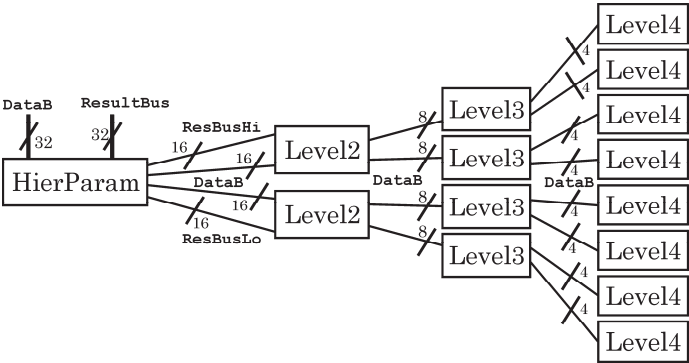 DataB ResultBus
32 32
HierParam
ResBusHi
16
16
DataB
16
16
ResBusLo
Level2
Level2
8
8
DataB
8
8
Level3
Level3
Level3
Level3
4
4
4
4
DataB
4
4
4
4
Level4
Level4
Level4
Level4
Level4
Level4
Level4
Level4